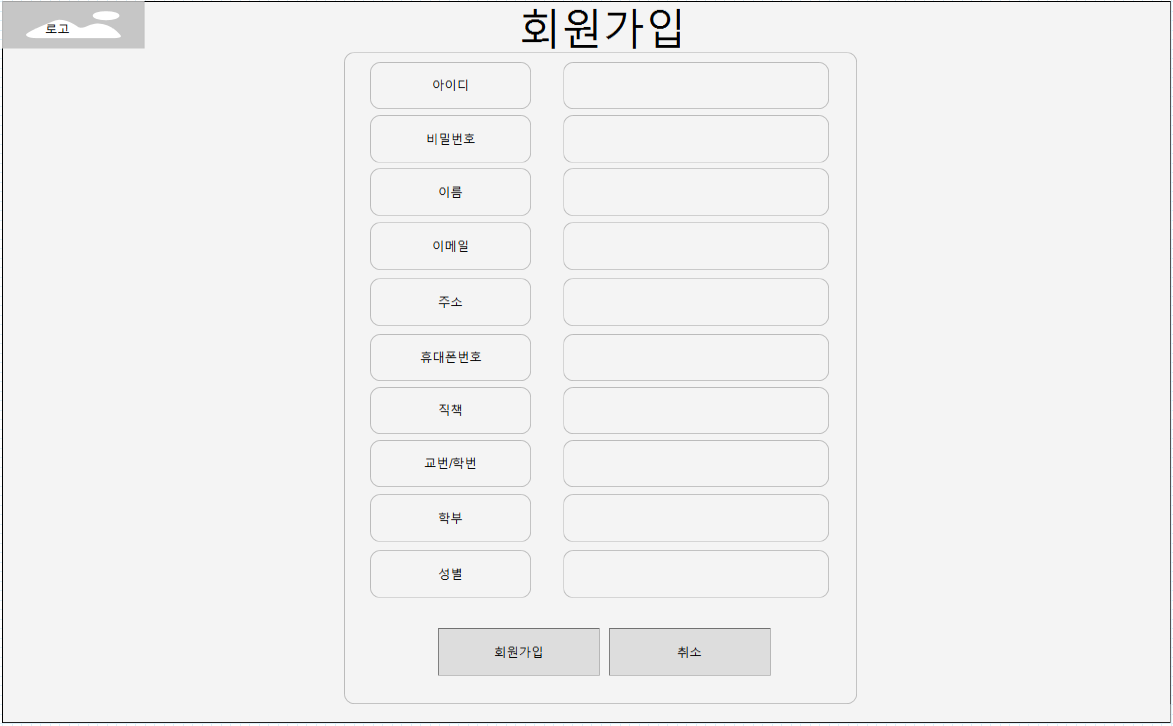 로고
회원가입
아이디
비밀번호
이름
이메일
주소
휴대폰번호
직책
교번/학번
학부
성별
회원가입 취소